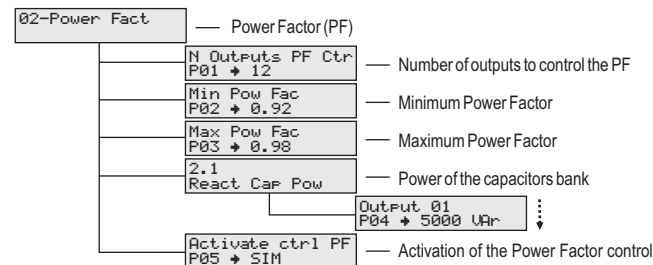 02-Power Fact
Power Factor (PF)
N Outputs PF Ctr
P01 → 12
Number of outputs to control the PF
Min Pow Fac
P02 → 0.92
Minimum Power Factor
Max Pow Fac
P03 → 0.98
Maximum Power Factor
2.1
React Cap Pow
Power of the capacitors bank
Output 01
P04 → 5000 VAr
Activate ctrl PF
P05 → SIM
Activation of the Power Factor control